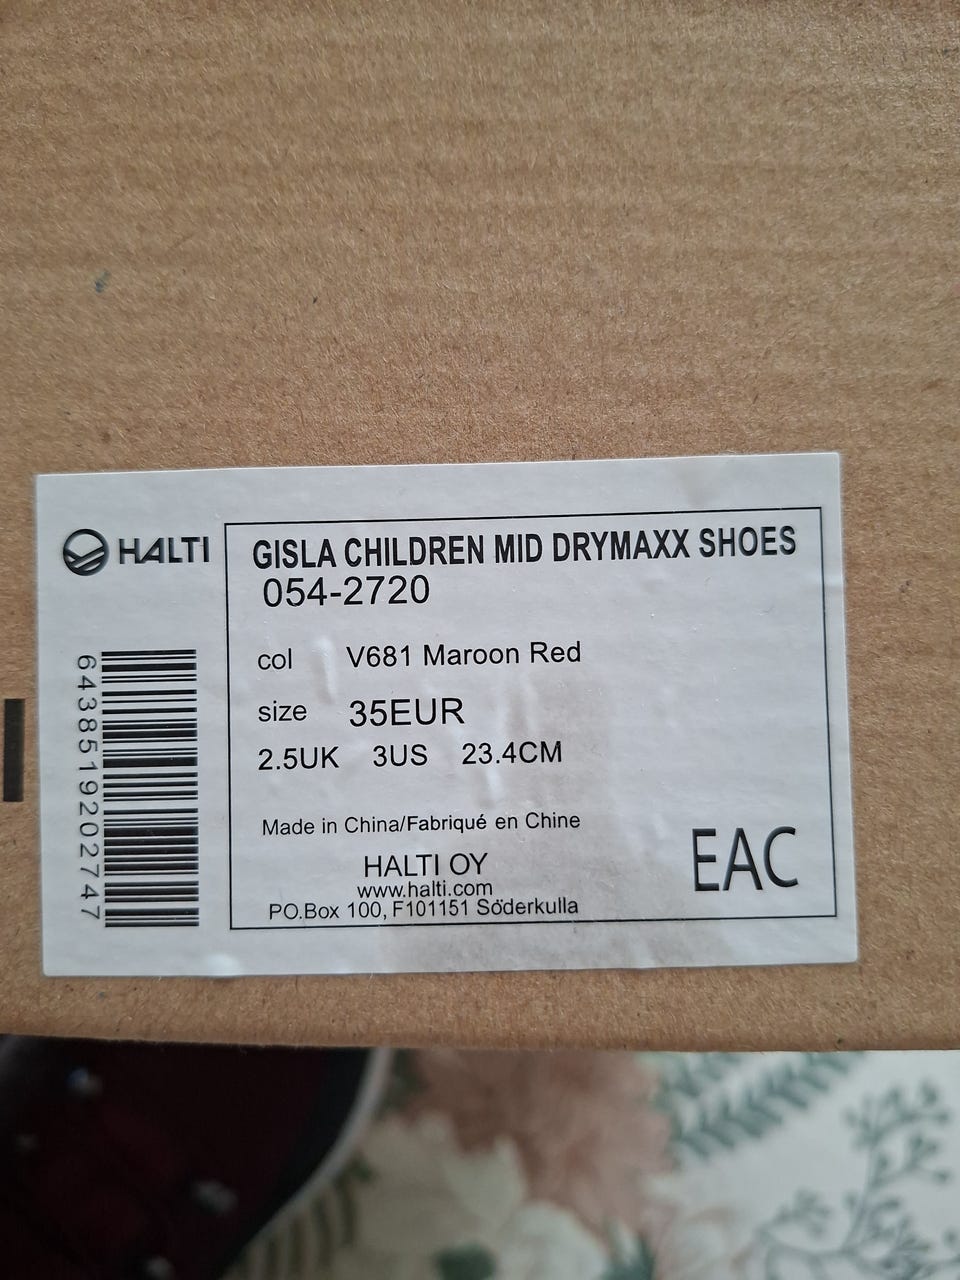 HALTI
GISLA CHILDREN MID DRYMAXX SHOES
054-2720
col V681 Maroon Red
size 35EUR
2.5UK 3US 23.4CM
Made in China/Fabriqué en Chine
HALTI OY
www.halti.com
PO.Box 100, F101151 Söderkulla
EAC
6438519202747